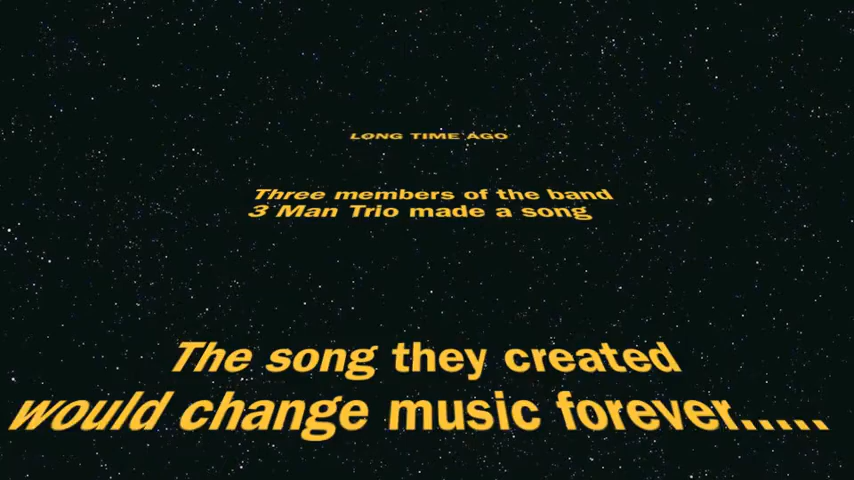 LONG TIME AGO
Three members of the band
3 Man Trio made a song
The song they created
would change music forever.....